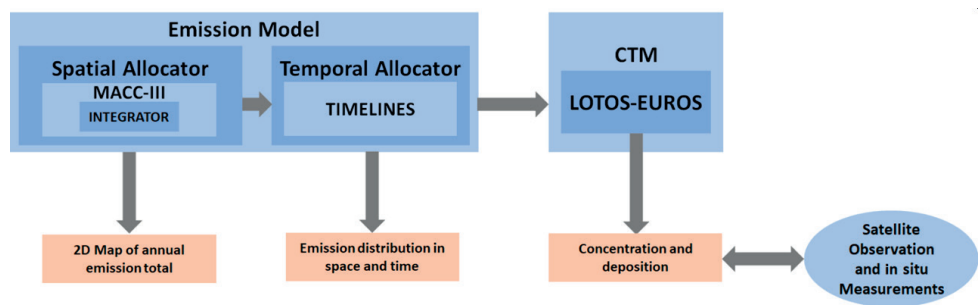 Emission Model
Spatial Allocator
MACC-III
INTEGRATOR
Temporal Allocator
TIMELINES
CTM
LOTOS-EUROS
2D Map of annual
emission total
Emission distribution in
space and time
Concentration and
deposition
Satellite
Observation
and in situ
Measurements